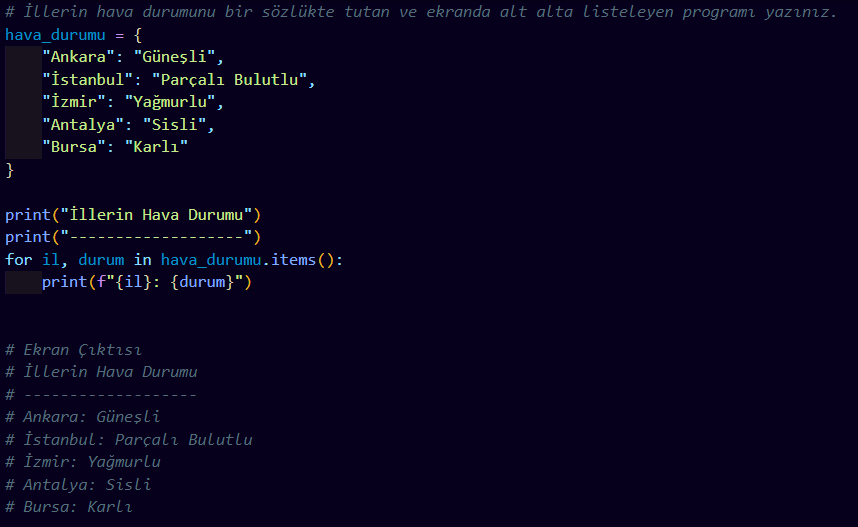 # İllerin hava durumunu bir sözlükte tutan ve ekranda alt alta listeleyen programı yazınız.
hava_durumu = {
    "Ankara": "Güneşli",
    "İstanbul": "Parçalı Bulutlu",
    "İzmir": "Yağmurlu",
    "Antalya": "Sisli",
    "Bursa": "Karlı"
}

print("İllerin Hava Durumu")
print("-------------------")
for il, durum in hava_durumu.items():
    print(f"{il}: {durum}")

# Ekran Çıktısı
# İllerin Hava Durumu
# -------------------
# Ankara: Güneşli
# İstanbul: Parçalı Bulutlu
# İzmir: Yağmurlu
# Antalya: Sisli
# Bursa: Karlı